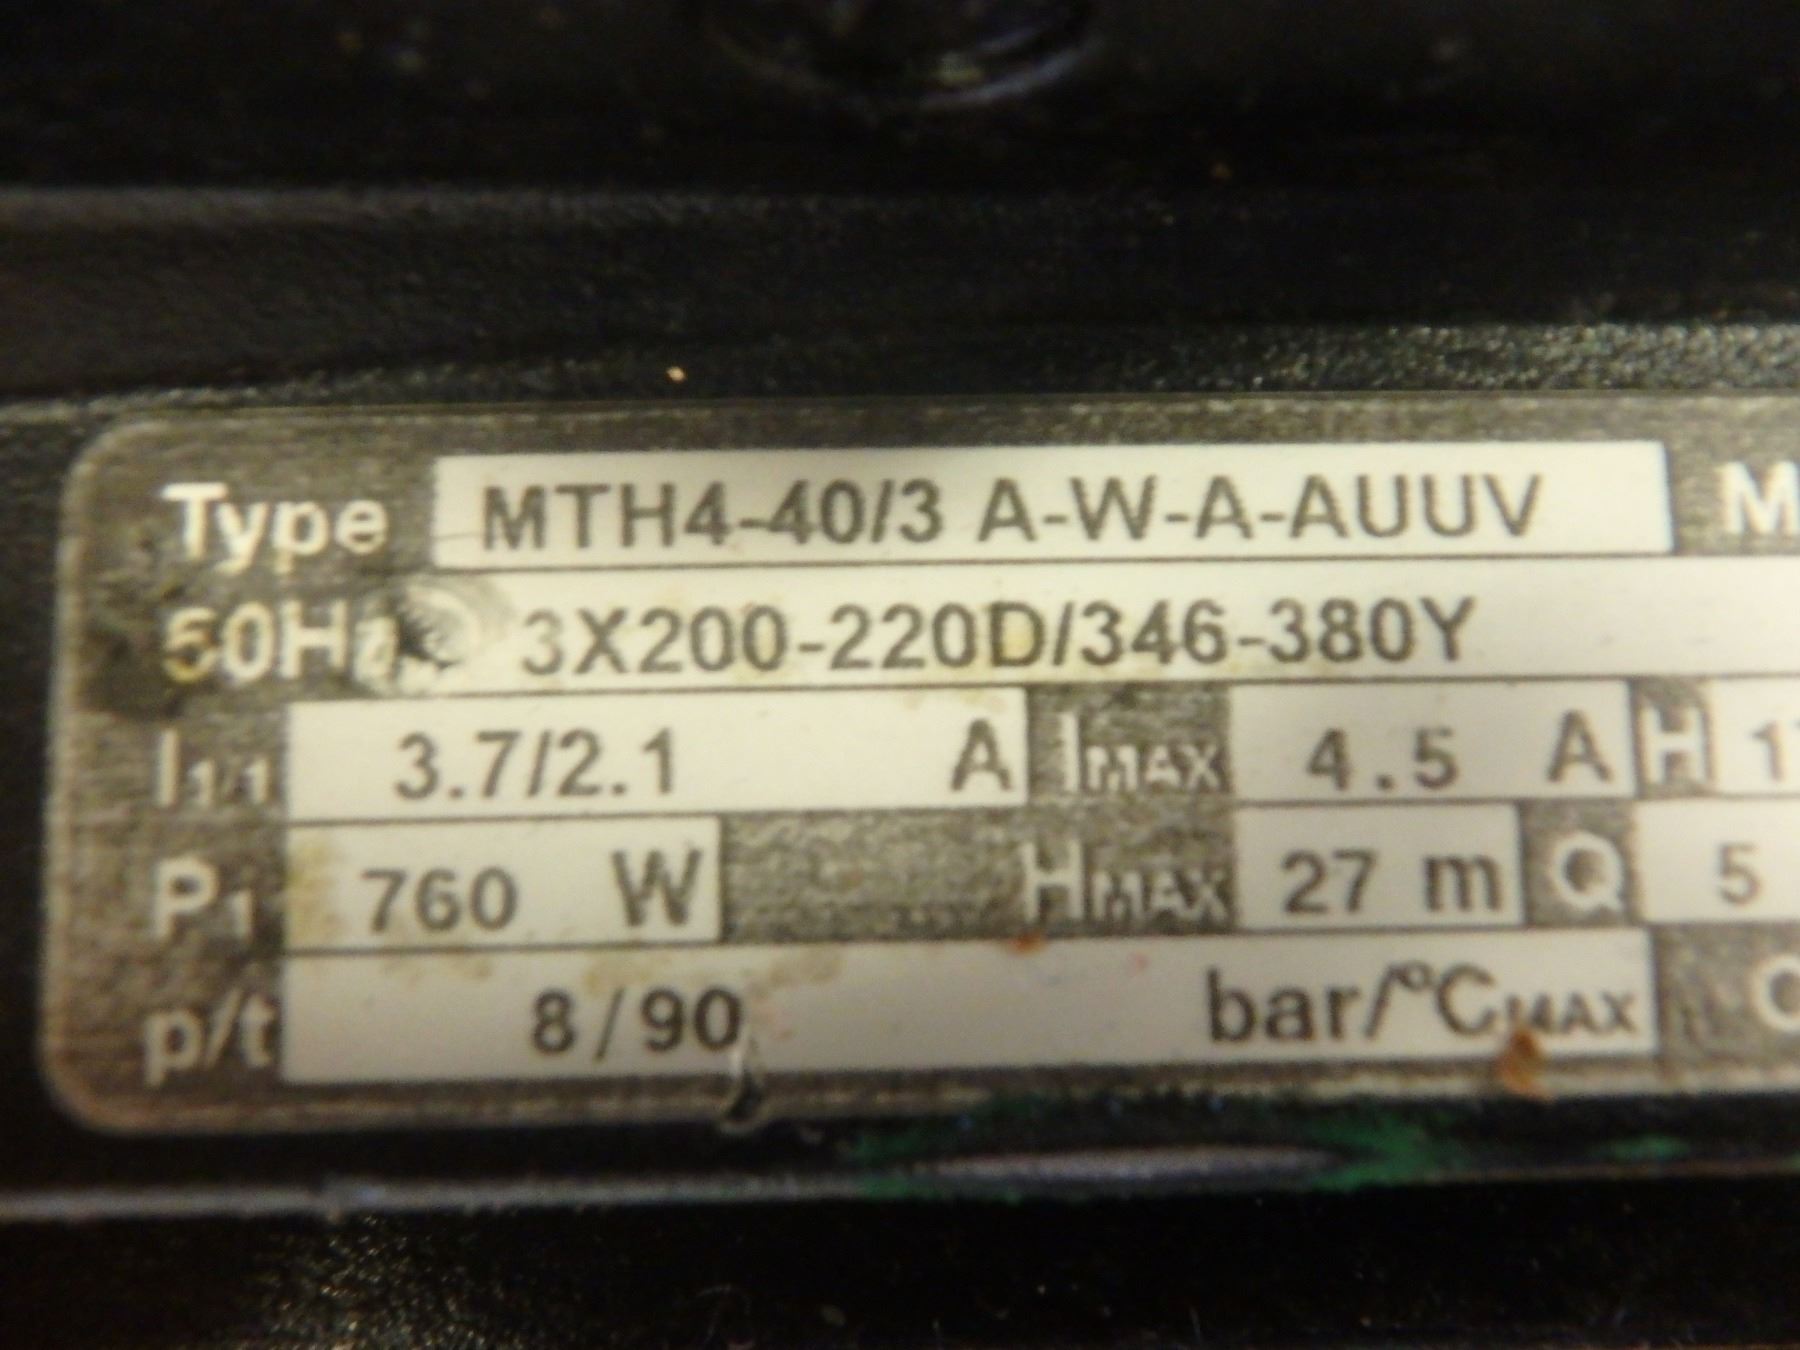 Type MTH4-40/3 A-W-A-AUUV M
50Hz 3X200-220D/346-380Y
I1/1 3.7/2.1 A IMAX 4.5 A H
P1 760 W HMAX 27 m Q 5
p/t 8/90 bar/°CMAX